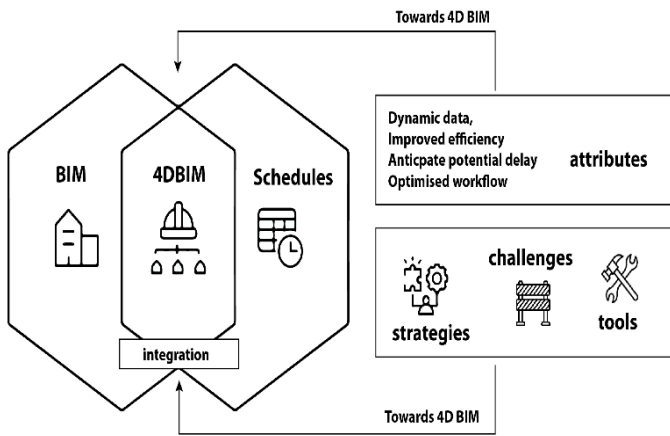 Towards 4D BIM
BIM
4DBIM
Schedules
integration
Dynamic data,
Improved efficiency
Anticpate potential delay
Optimised workflow
attributes
challenges
strategies
tools
Towards 4D BIM